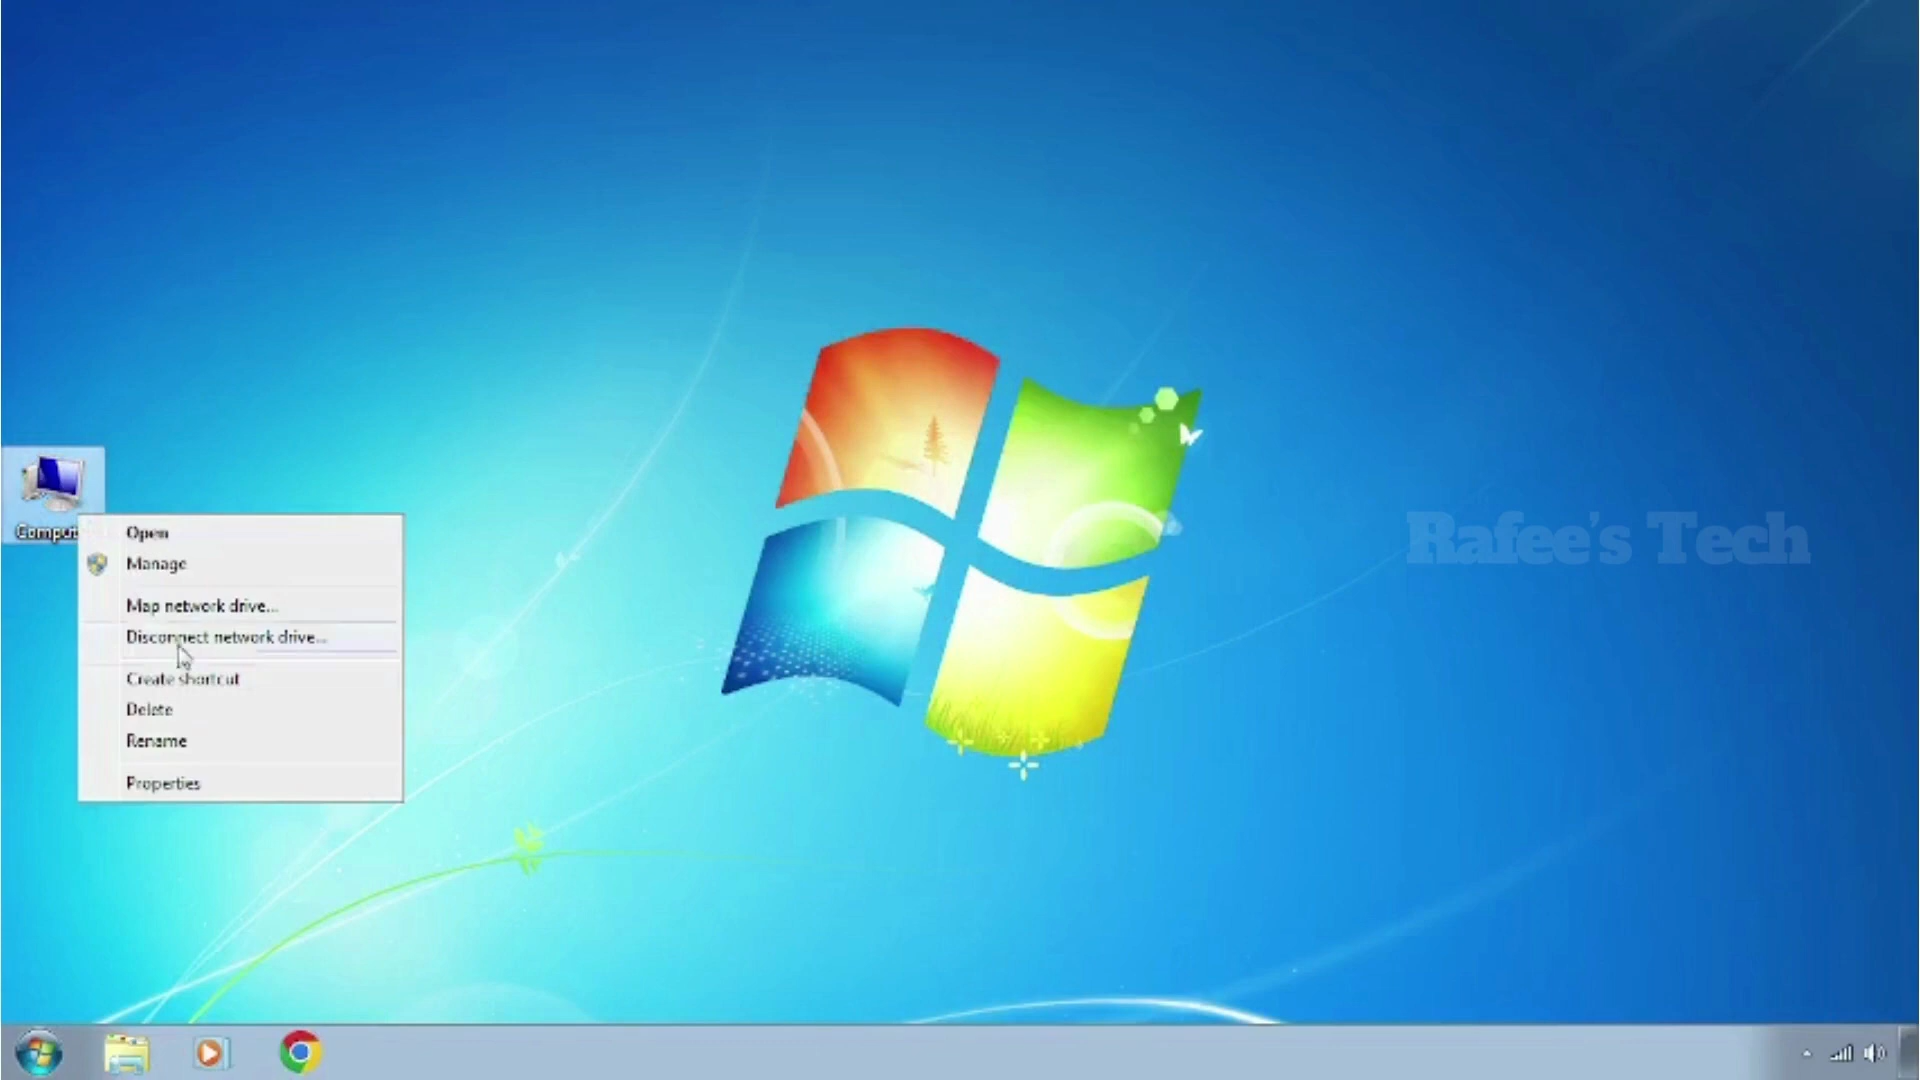 Open
Manage
Map network drive...
Disconnect network drive...
Create shortcut
Delete
Rename
Properties
Rafee's Tech